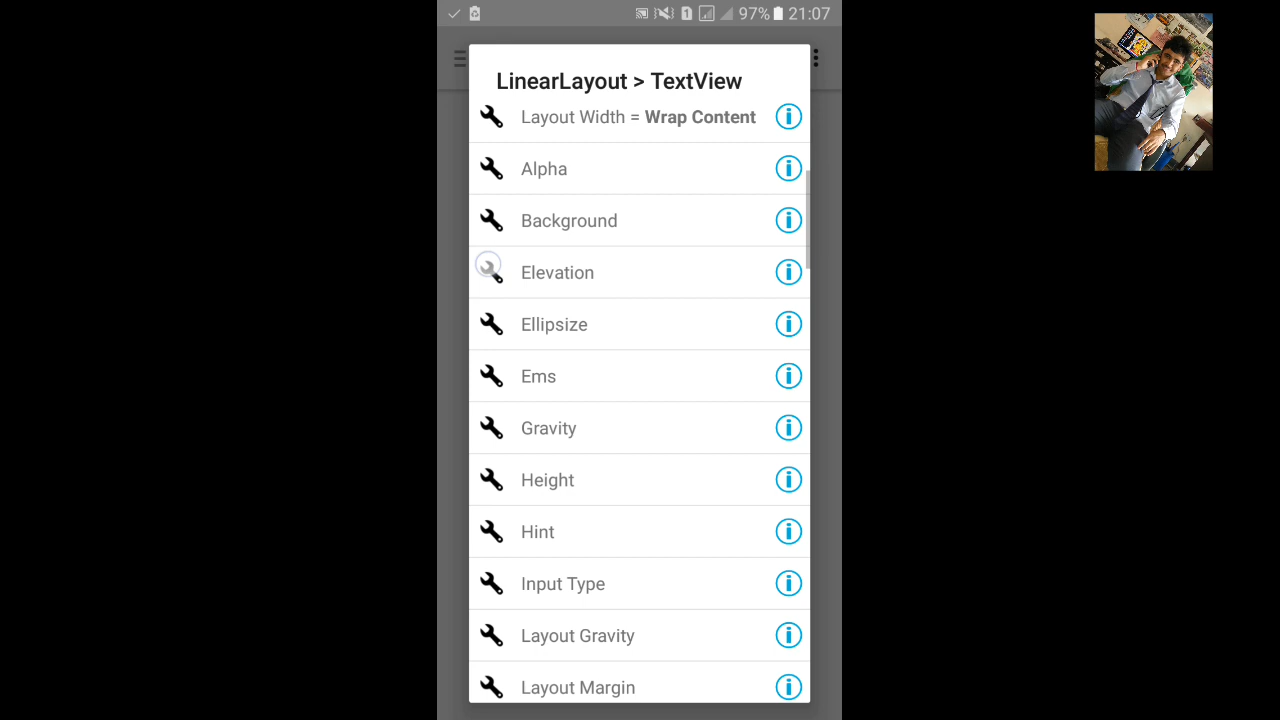 1 97% 21:07
LinearLayout > TextView
Layout Width = Wrap Content
Alpha
Background
Elevation
Ellipsize
Ems
Gravity
Height
Hint
Input Type
Layout Gravity
Layout Margin